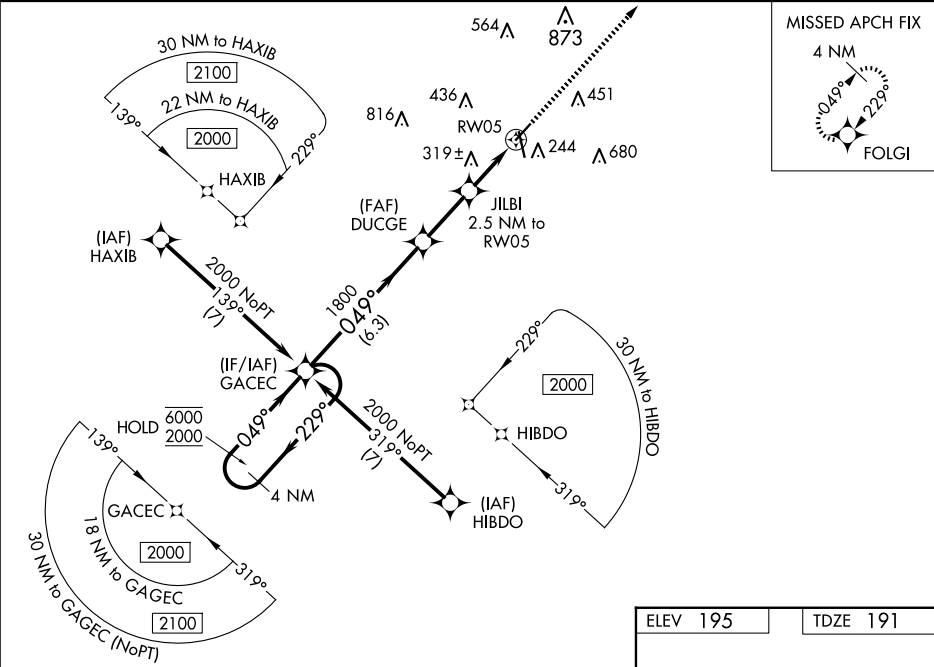 30 NM to HAXIB
2100
22 NM to HAXIB
2000
139°
229°
HAXIB
564
873
436
451
816
RW05
319±
244
680
MISSED APCH FIX
4 NM
049°
229°
FOLGI
(IAF)
HAXIB
2000 NoPT
139°
(7)
(FAF)
DUCGE
JILBI
2.5 NM to
RW05
1800
049°
(6.3)
(IF/IAF)
GACEC
HOLD
6000
2000
049°
229°
4 NM
2000 NoPT
319°
(7)
(IAF)
HIBDO
229°
2000
30 NM to HIBDO
HIBDO
319°
139°
GACEC
2000
18 NM to GAGEC
319°
2100
30 NM to GAGEC (NoPT)
ELEV 195
TDZE 191